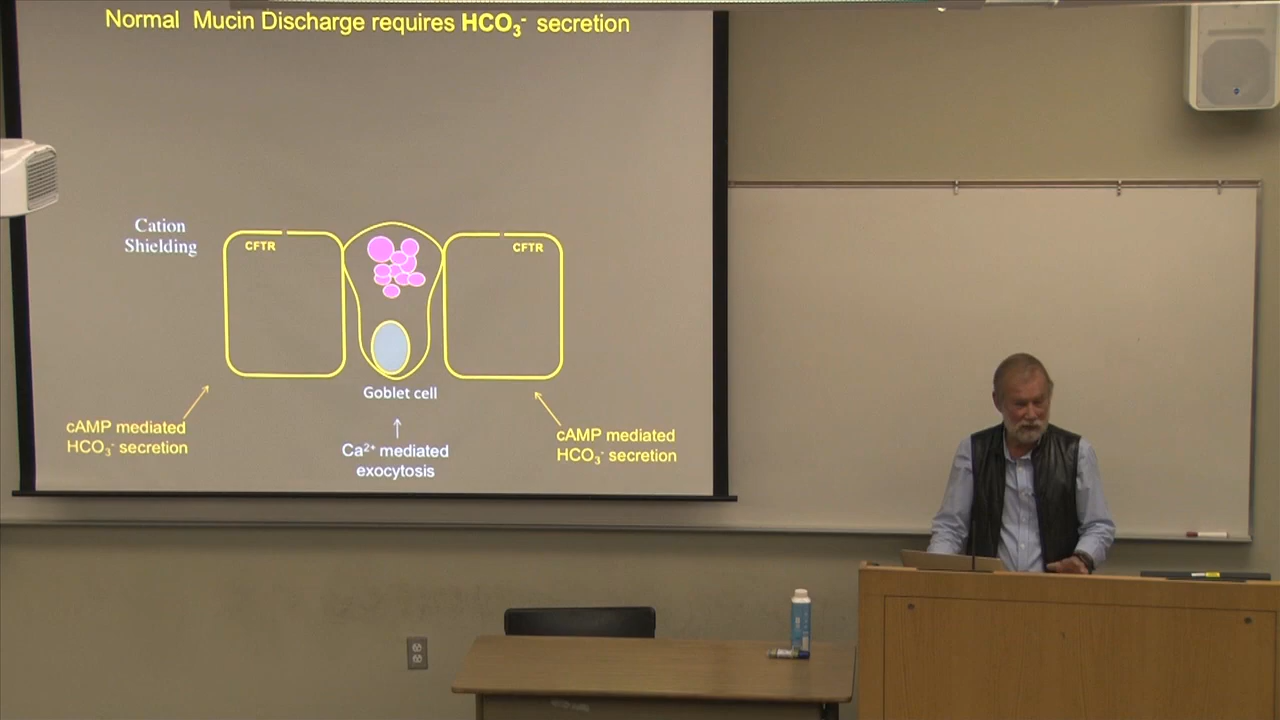 Normal Mucin Discharge requires HCO₃⁻ secretion
Cation
Shielding
CFTR
CFTR
Goblet cell
cAMP mediated
HCO₃⁻ secretion
Ca²⁺ mediated
exocytosis
cAMP mediated
HCO₃⁻ secretion